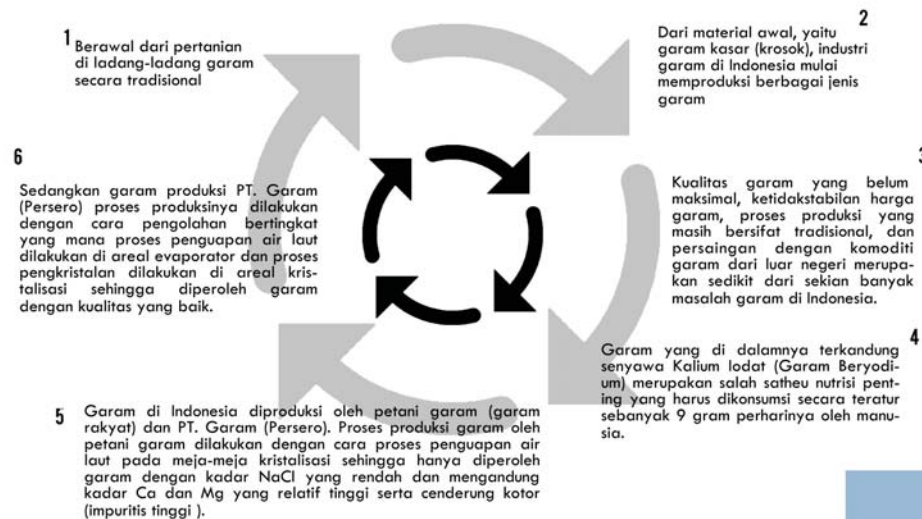 1
Berawal dari pertanian
di ladang-ladang garam
secara tradisional
2
Dari material awal, yaitu
garam kasar (krosok), industri
garam di Indonesia mulai
memproduksi berbagai jenis
garam
3
Kualitas garam yang belum
maksimal, ketidakstabilan harga
garam, proses produksi yang
masih bersifat tradisional, dan
persaingan dengan komoditi
garam dari luar negeri merupa-
kan sedikit dari sekian banyak
masalah garam di Indonesia.
4
Garam yang di dalamnya terkandung
senyawa Kalium Iodat (Garam Beryodi-
um) merupakan salah satheu nutrisi pent-
ing yang harus dikonsumsi secara teratur
sebanyak 9 gram perharinya oleh manu-
sia.
5
Garam di Indonesia diproduksi oleh petani garam (garam
rakyat) dan PT. Garam (Persero). Proses produksi garam oleh
petani garam dilakukan dengan cara proses penguapan air
laut pada meja-meja kristalisasi sehingga hanya diperoleh
garam dengan kadar NaCl yang rendah dan mengandung
kadar Ca dan Mg yang relatif tinggi serta cenderung kotor
(impuritis tinggi ).
6
Sedangkan garam produksi PT. Garam
(Persero) proses produksinya dilakukan
dengan cara pengolahan bertingkat
yang mana proses penguapan air laut
dilakukan di areal evaporator dan proses
pengkristalan dilakukan di areal kris-
talisasi sehingga diperoleh garam
dengan kualitas yang baik.